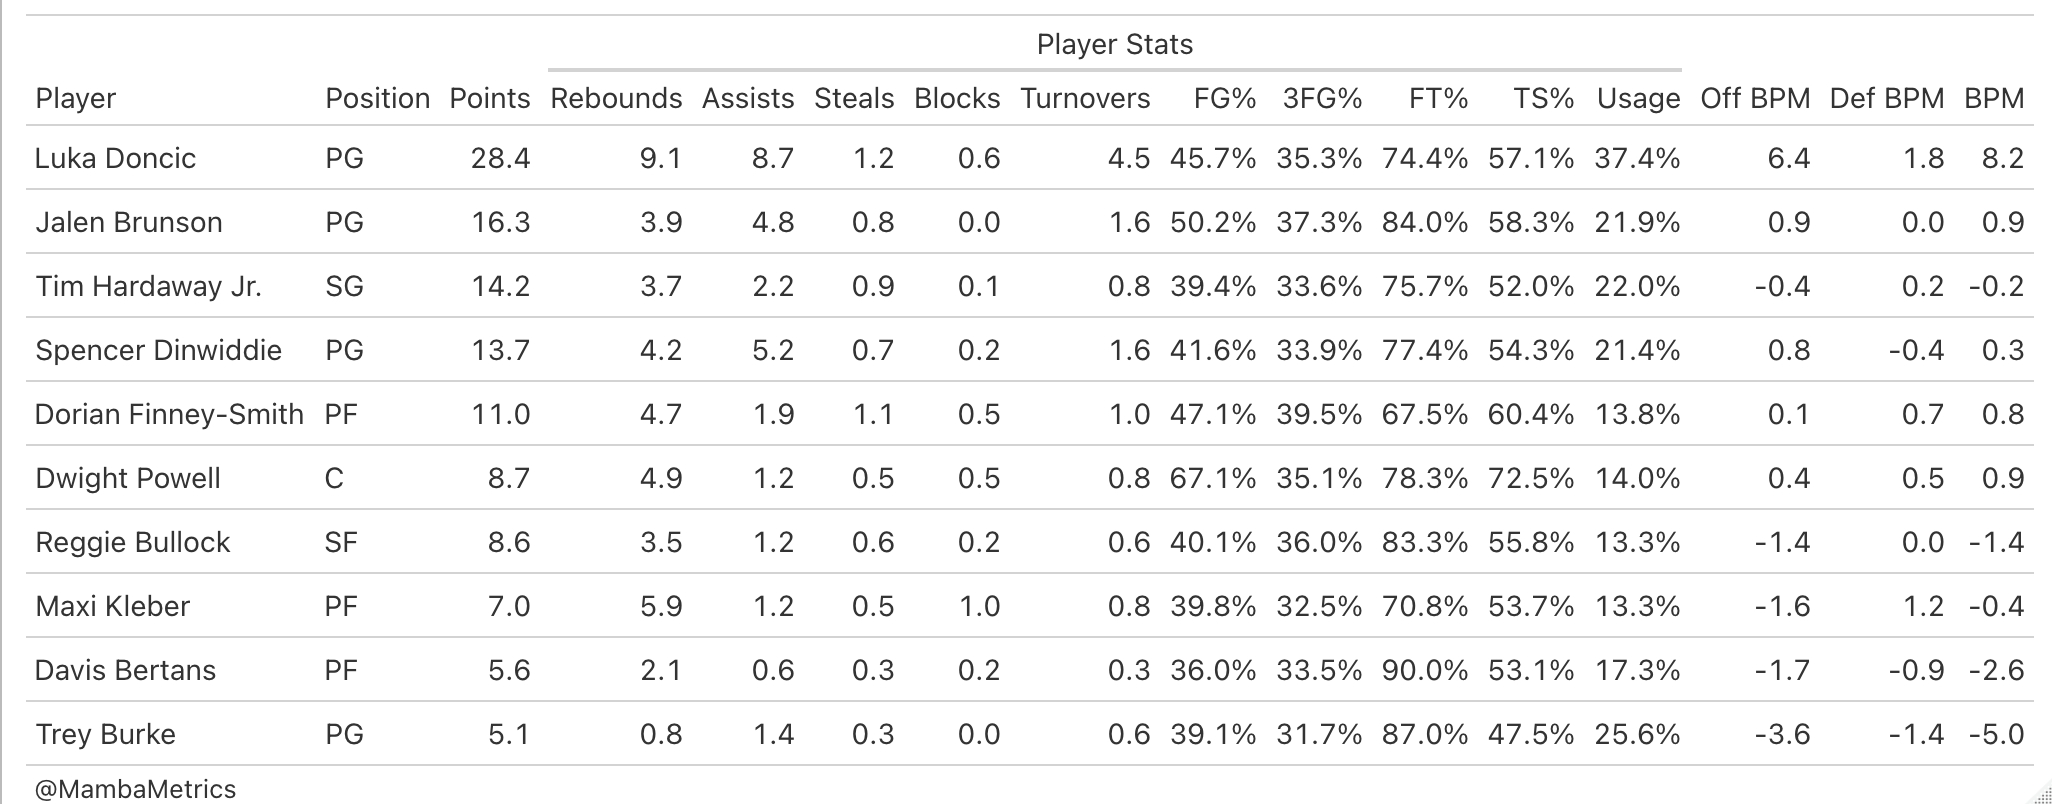 Player Stats
Player Position Points Rebounds Assists Steals Blocks Turnovers FG% 3FG% FT% TS% Usage Off BPM Def BPM BPM
Luka Doncic PG 28.4 9.1 8.7 1.2 0.6 4.5 45.7% 35.3% 74.4% 57.1% 37.4% 6.4 1.8 8.2
Jalen Brunson PG 16.3 3.9 4.8 0.8 0.0 1.6 50.2% 37.3% 84.0% 58.3% 21.9% 0.9 0.0 0.9
Tim Hardaway Jr. SG 14.2 3.7 2.2 0.9 0.1 0.8 39.4% 33.6% 75.7% 52.0% 22.0% -0.4 0.2 -0.2
Spencer Dinwiddie PG 13.7 4.2 5.2 0.7 0.2 1.6 41.6% 33.9% 77.4% 54.3% 21.4% 0.8 -0.4 0.3
Dorian Finney-Smith PF 11.0 4.7 1.9 1.1 0.5 1.0 47.1% 39.5% 67.5% 60.4% 13.8% 0.1 0.7 0.8
Dwight Powell C 8.7 4.9 1.2 0.5 0.5 0.8 67.1% 35.1% 78.3% 72.5% 14.0% 0.4 0.5 0.9
Reggie Bullock SF 8.6 3.5 1.2 0.6 0.2 0.6 40.1% 36.0% 83.3% 55.8% 13.3% -1.4 0.0 -1.4
Maxi Kleber PF 7.0 5.9 1.2 0.5 1.0 0.8 39.8% 32.5% 70.8% 53.7% 13.3% -1.6 1.2 -0.4
Davis Bertans PF 5.6 2.1 0.6 0.3 0.2 0.3 36.0% 33.5% 90.0% 53.1% 17.3% -1.7 -0.9 -2.6
Trey Burke PG 5.1 0.8 1.4 0.3 0.0 0.6 39.1% 31.7% 87.0% 47.5% 25.6% -3.6 -1.4 -5.0
@MambaMetrics